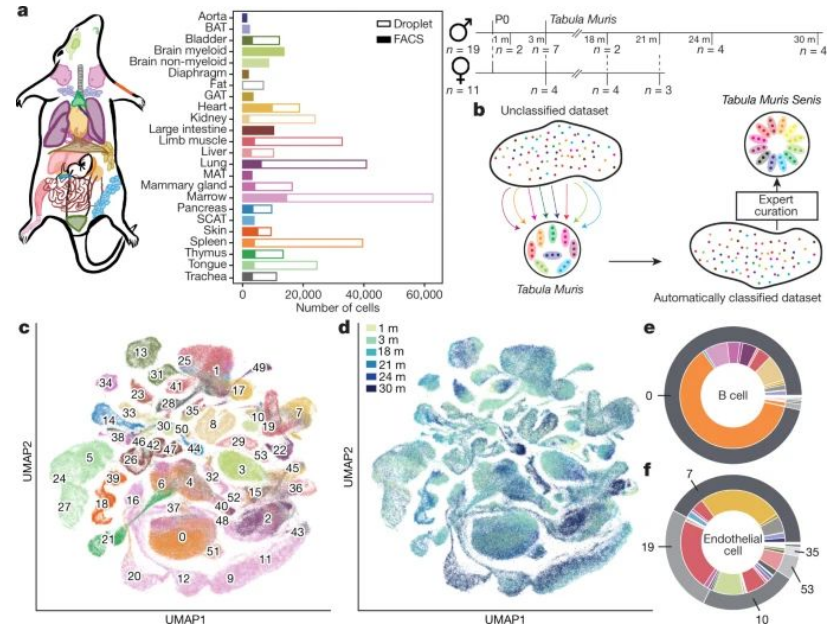 a
Aorta
BAT
Bladder
Brain myeloid
Brain non-myeloid
Diaphragm
Fat
GAT
Heart
Kidney
Large intestine
Limb muscle
Liver
Lung
MAT
Mammary gland
Marrow
Pancreas
SCAT
Skin
Spleen
Thymus
Tongue
Trachea
Droplet
FACS
0 20,000 40,000 60,000
Number of cells
P0 Tabula Muris
1 m 3 m 18 m 21 m 24 m 30 m
n = 19 n = 2 n = 7 n = 2 n = 4 n = 4
n = 11 n = 4 n = 4 n = 3
b
Unclassified dataset
Tabula Muris
Tabula Muris Senis
Expert
curation
Automatically classified dataset
c
13 25 1 49
34 31 41 17
23 28
14 33 35 10 7
38 30 50 8 19
46 42 47 44 29 53 22
5 26 3 45
24 39 6 4 32 15 36
27 18 16 37 52 40 2
48 43
21 0 51 11
20 12 9
UMAP2
UMAP1
d
1 m
3 m
18 m
21 m
24 m
30 m
UMAP2
UMAP1
e
0
B cell
f
7
19
Endothelial
cell
35
53
10